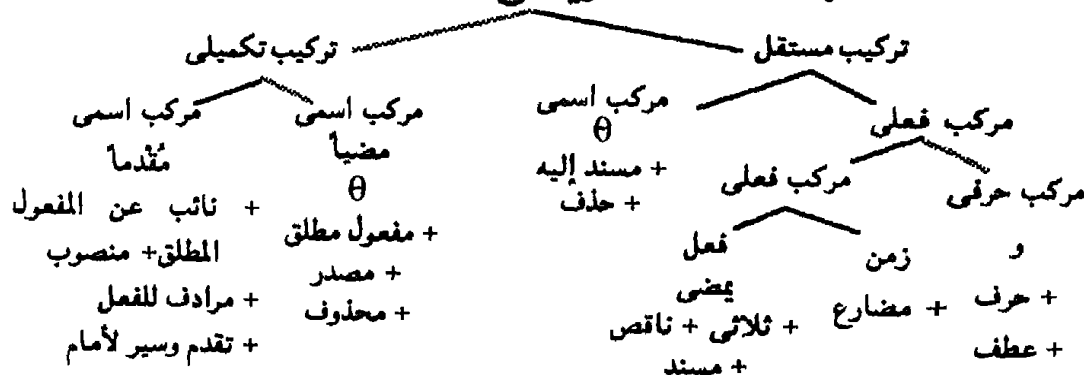 تركيب مستقل
تركيب تكميلى
مركب فعلى
مركب اسمى
θ
+ مسند إليه
+ حذف
مركب حرفى
و
+ حرف
+ عطف
مركب فعلى
زمن
+ مضارع
فعل
يمضى
+ ثلاثى + ناقص
+ مسند
مركب اسمى
مضياً
θ
+ مفعول مطلق
+ مصدر
+ محذوف
مركب اسمى
مُقْدماً
+ نائب عن المفعول
المطلق + منصوب
+ مرادف للفعل
+ تقدم وسير لأمام